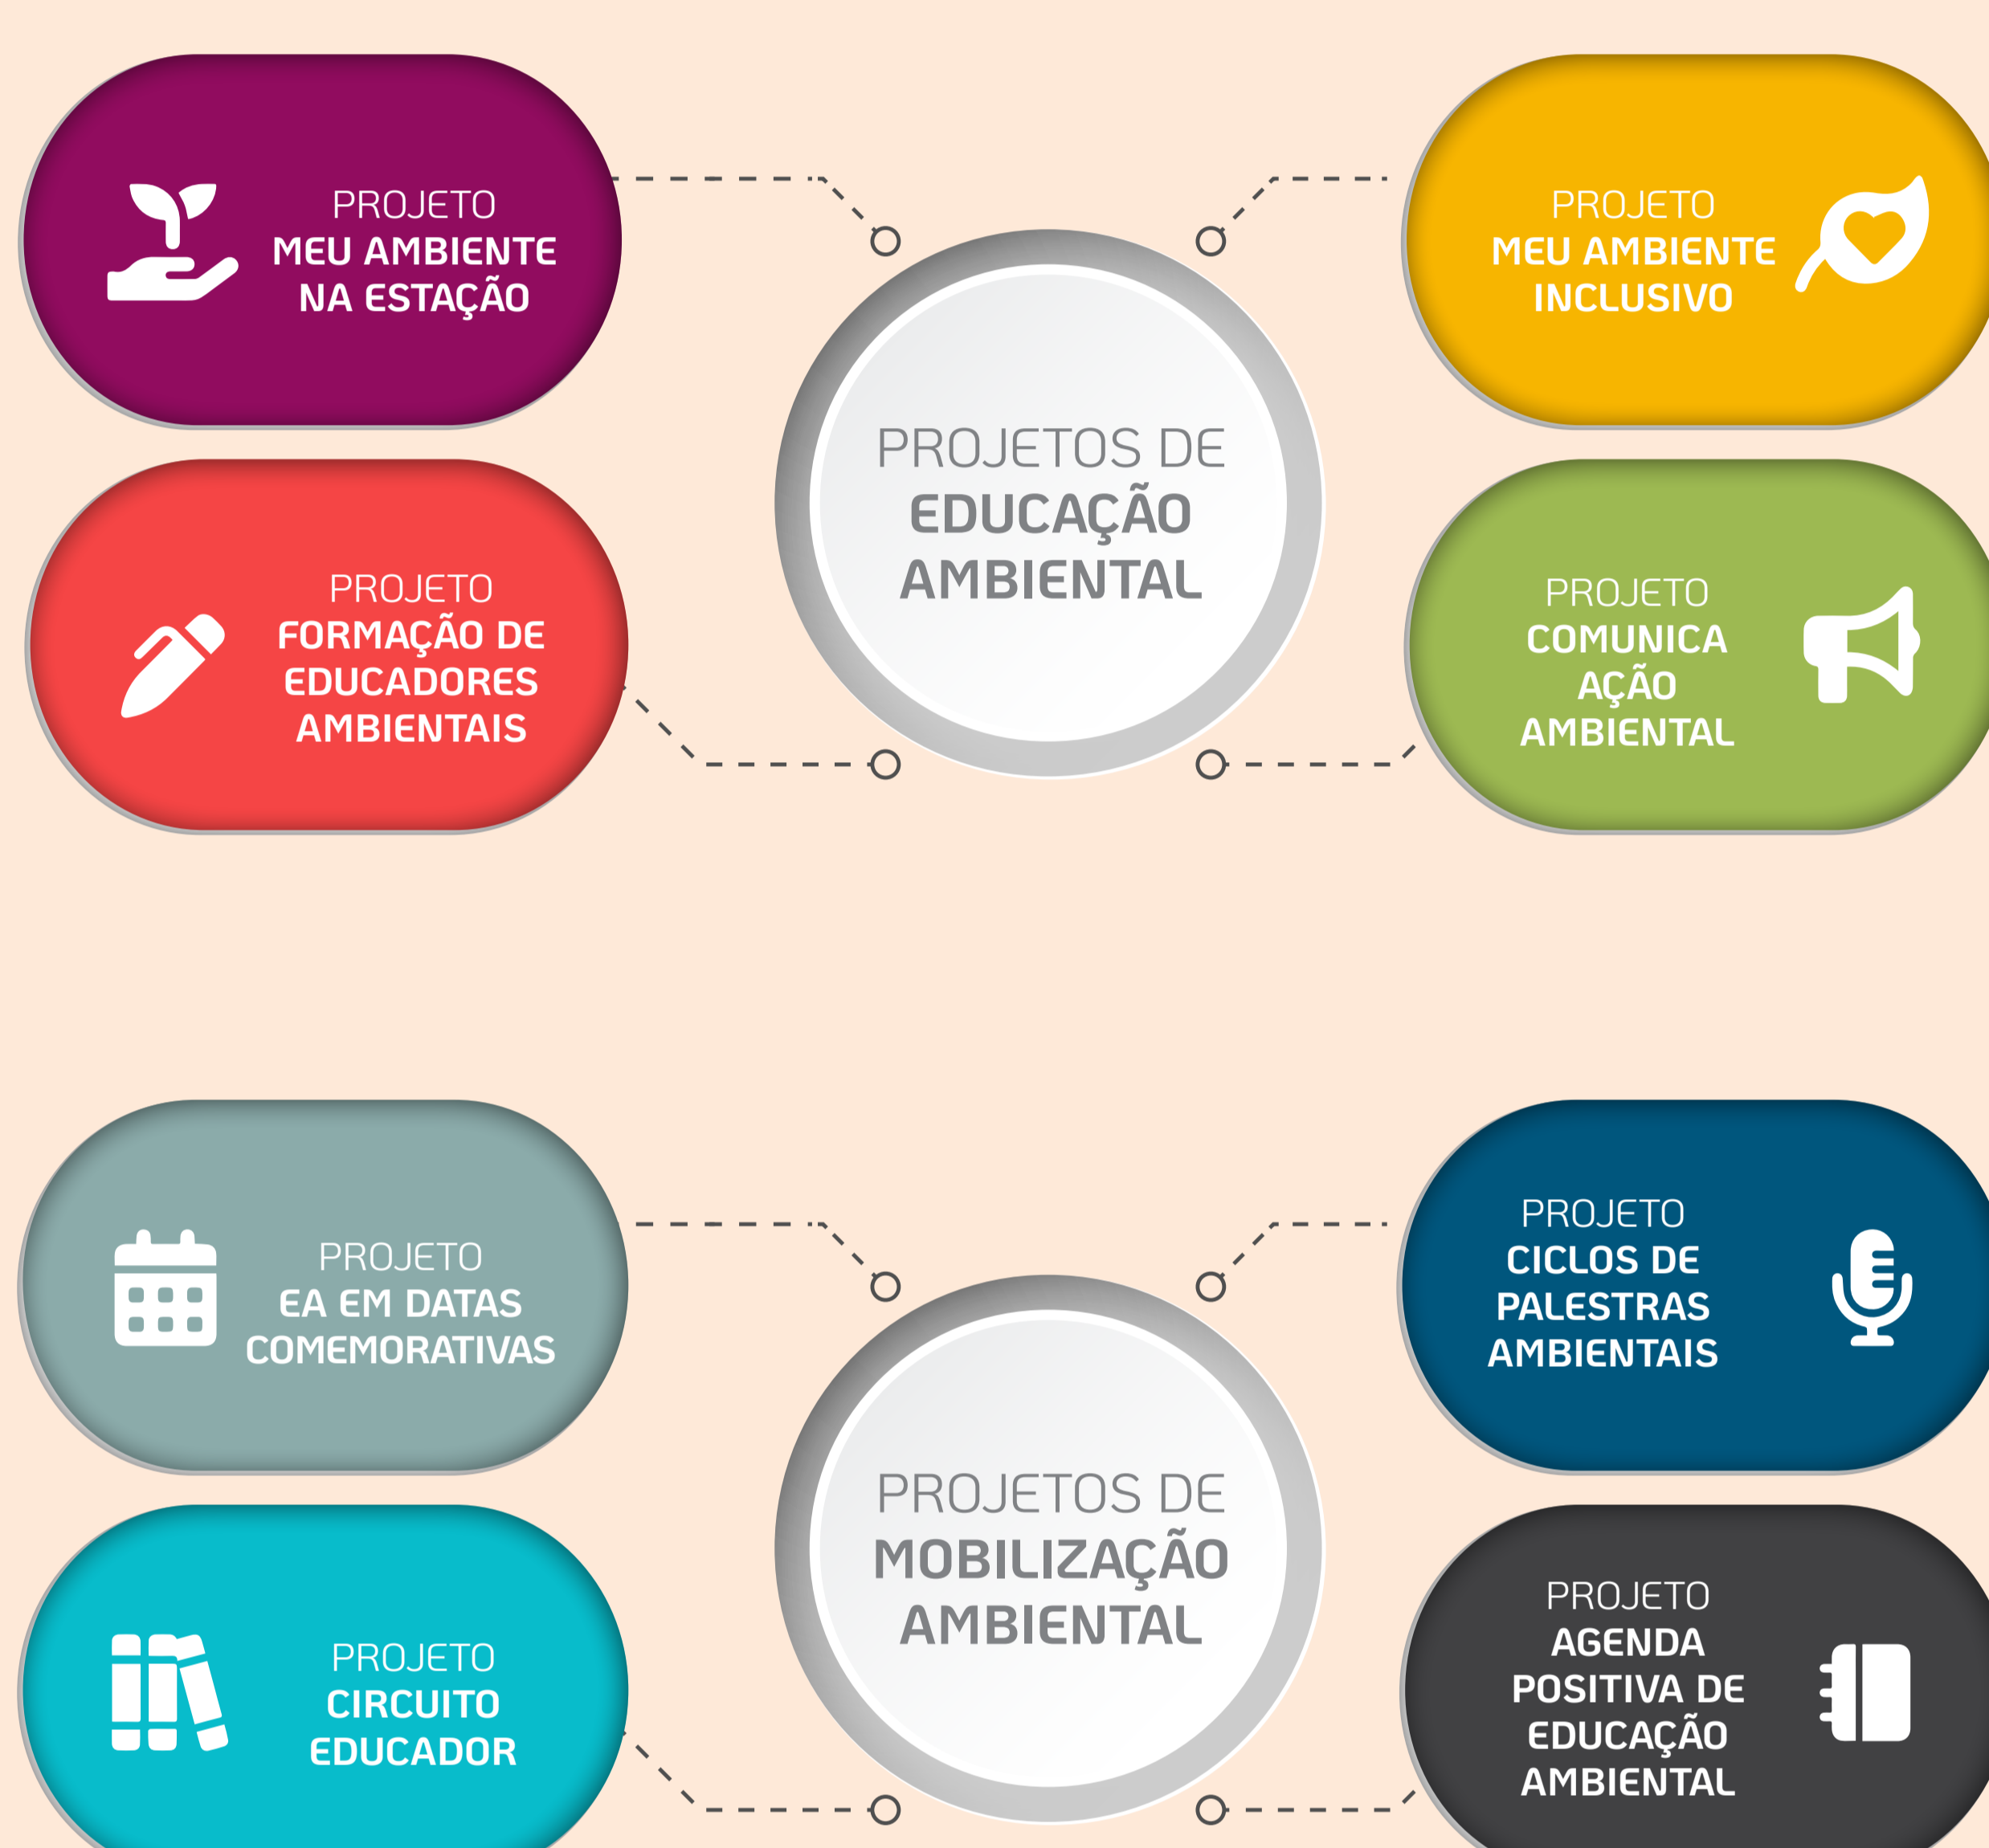 PROJETO
MEU AMBIENTE
NA ESTAÇÃO
PROJETO
MEU AMBIENTE
INCLUSIVO
PROJETOS DE
EDUCAÇÃO
AMBIENTAL
PROJETO
FORMAÇÃO DE
EDUCADORES
AMBIENTAIS
PROJETO
COMUNICA
AÇÃO
AMBIENTAL
PROJETO
EA EM DATAS
COMEMORATIVAS
PROJETO
CICLOS DE
PALESTRAS
AMBIENTAIS
PROJETOS DE
MOBILIZAÇÃO
AMBIENTAL
PROJETO
CIRCUITO
EDUCADOR
PROJETO
AGENDA
POSITIVA DE
EDUCAÇÃO
AMBIENTAL